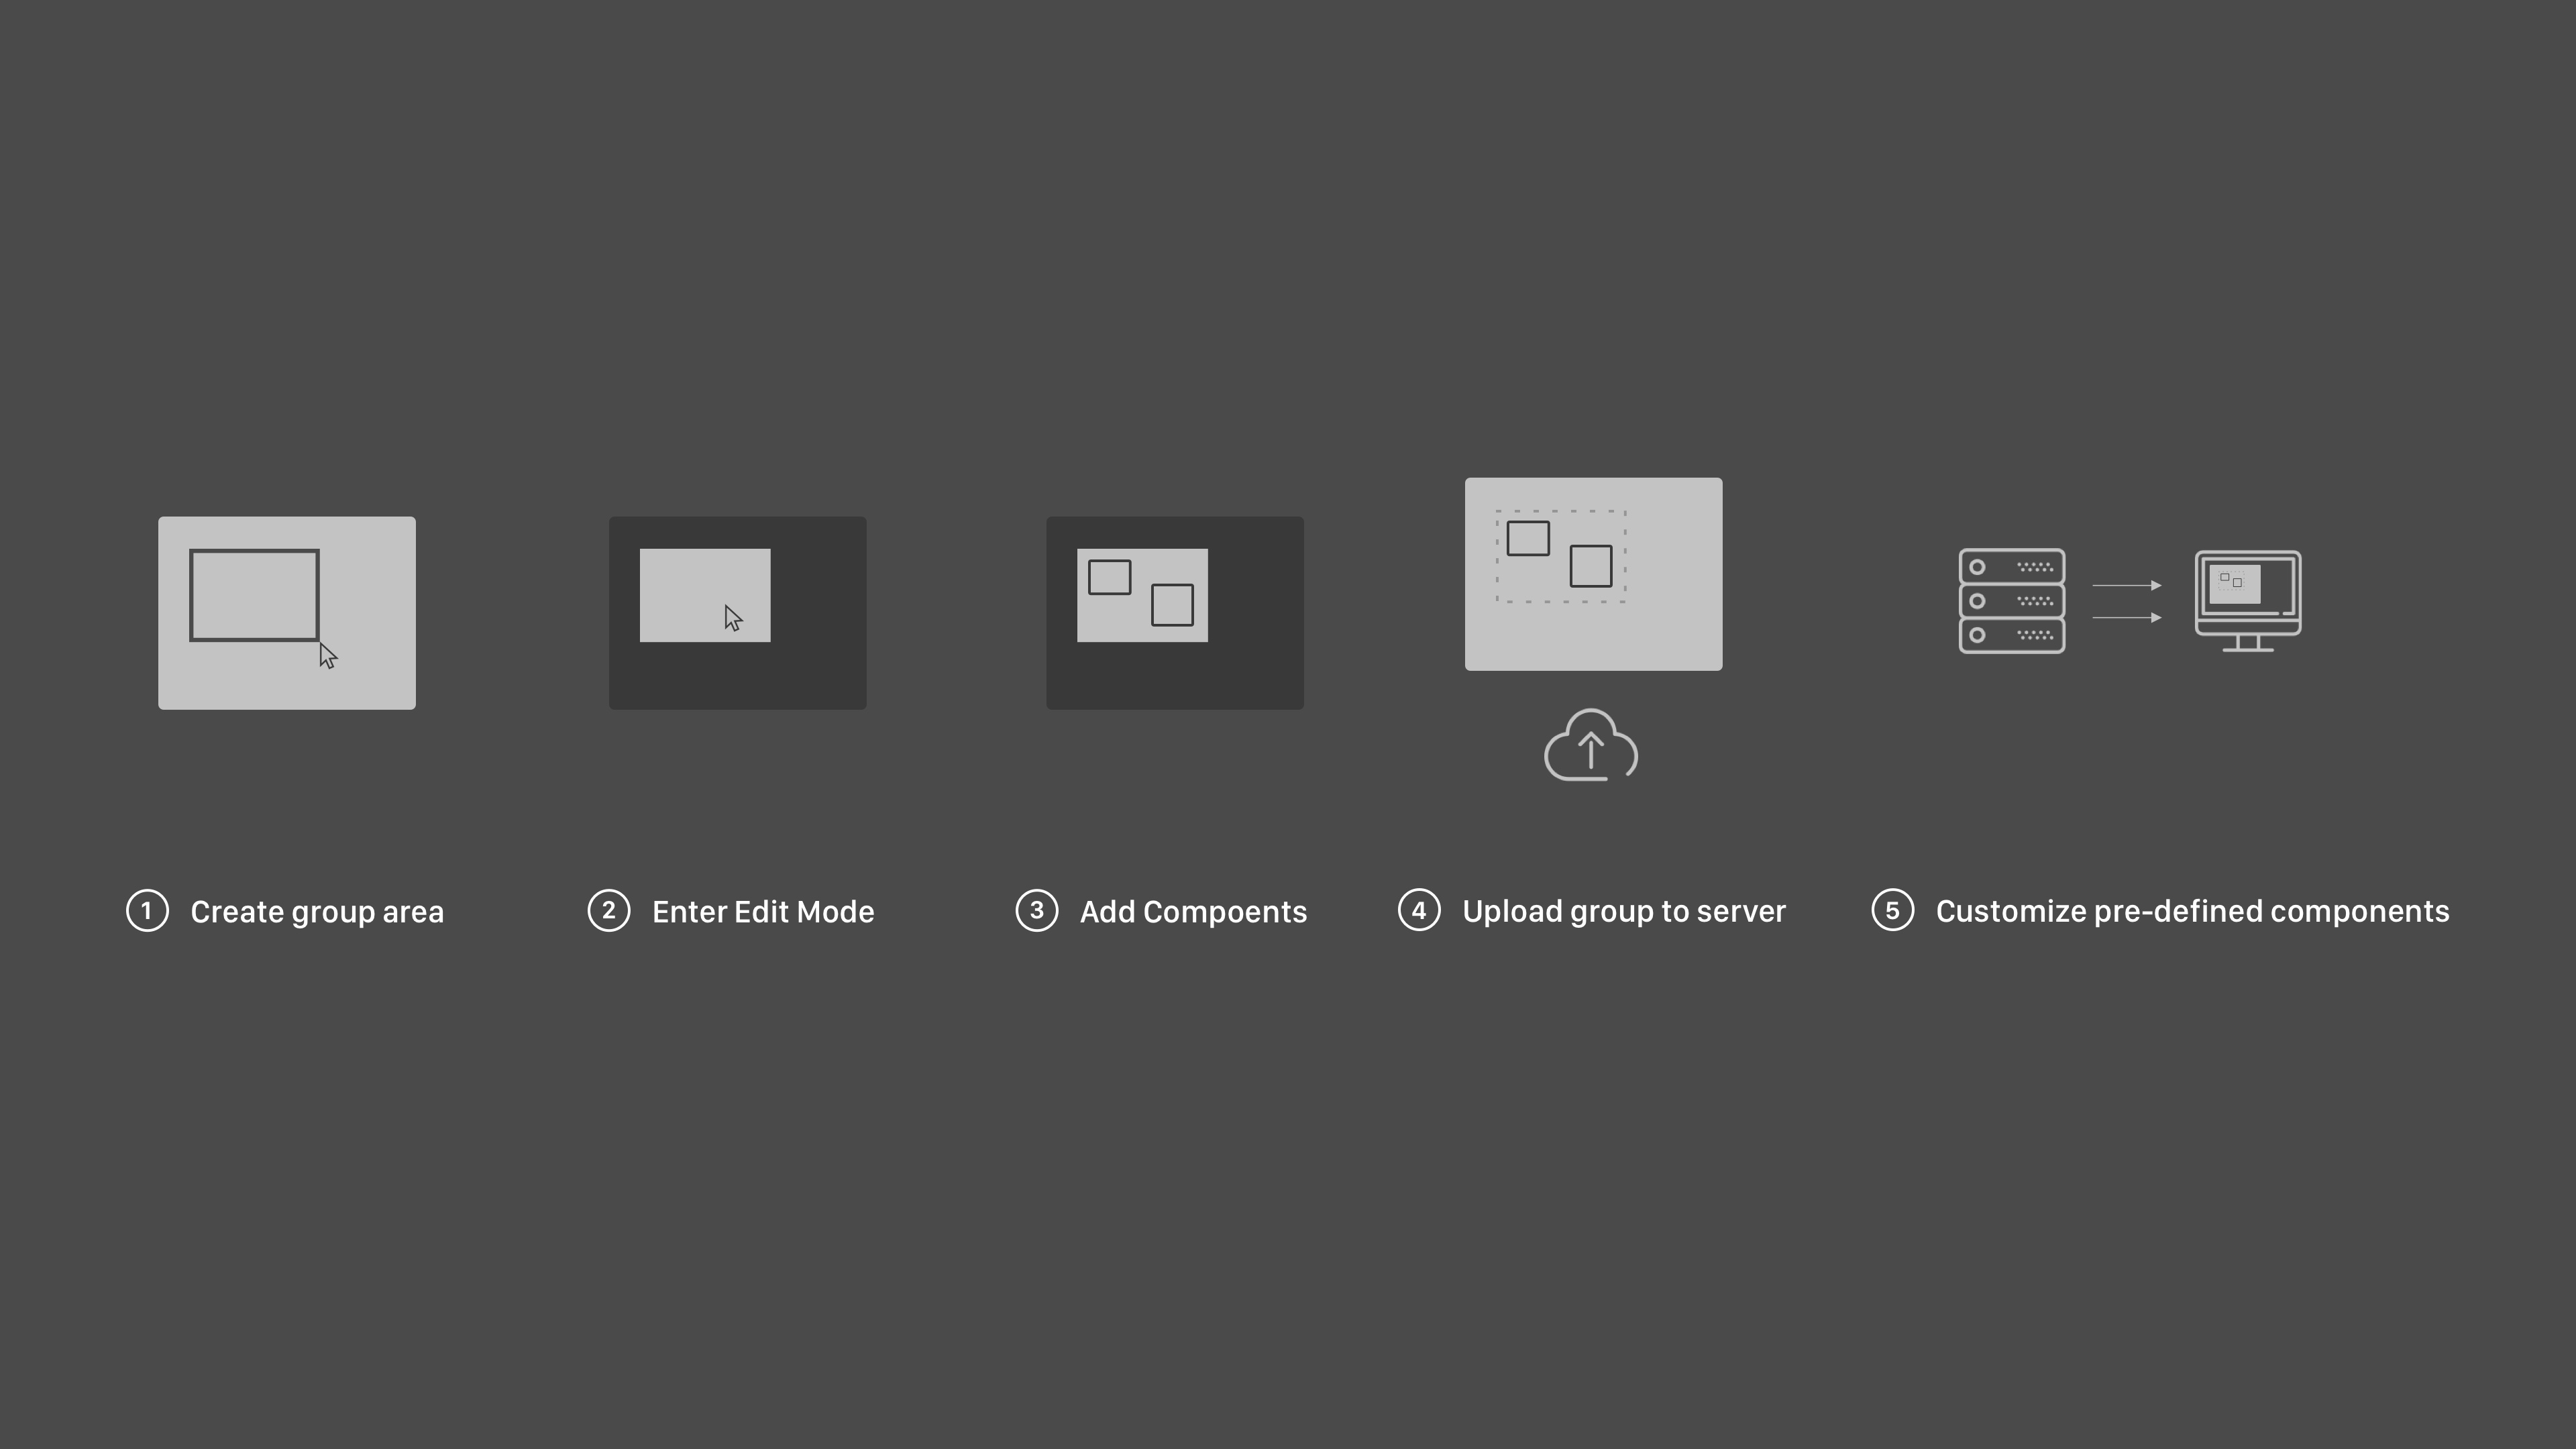 1 Create group area
2 Enter Edit Mode
3 Add Compoents
4 Upload group to server
5 Customize pre-defined components